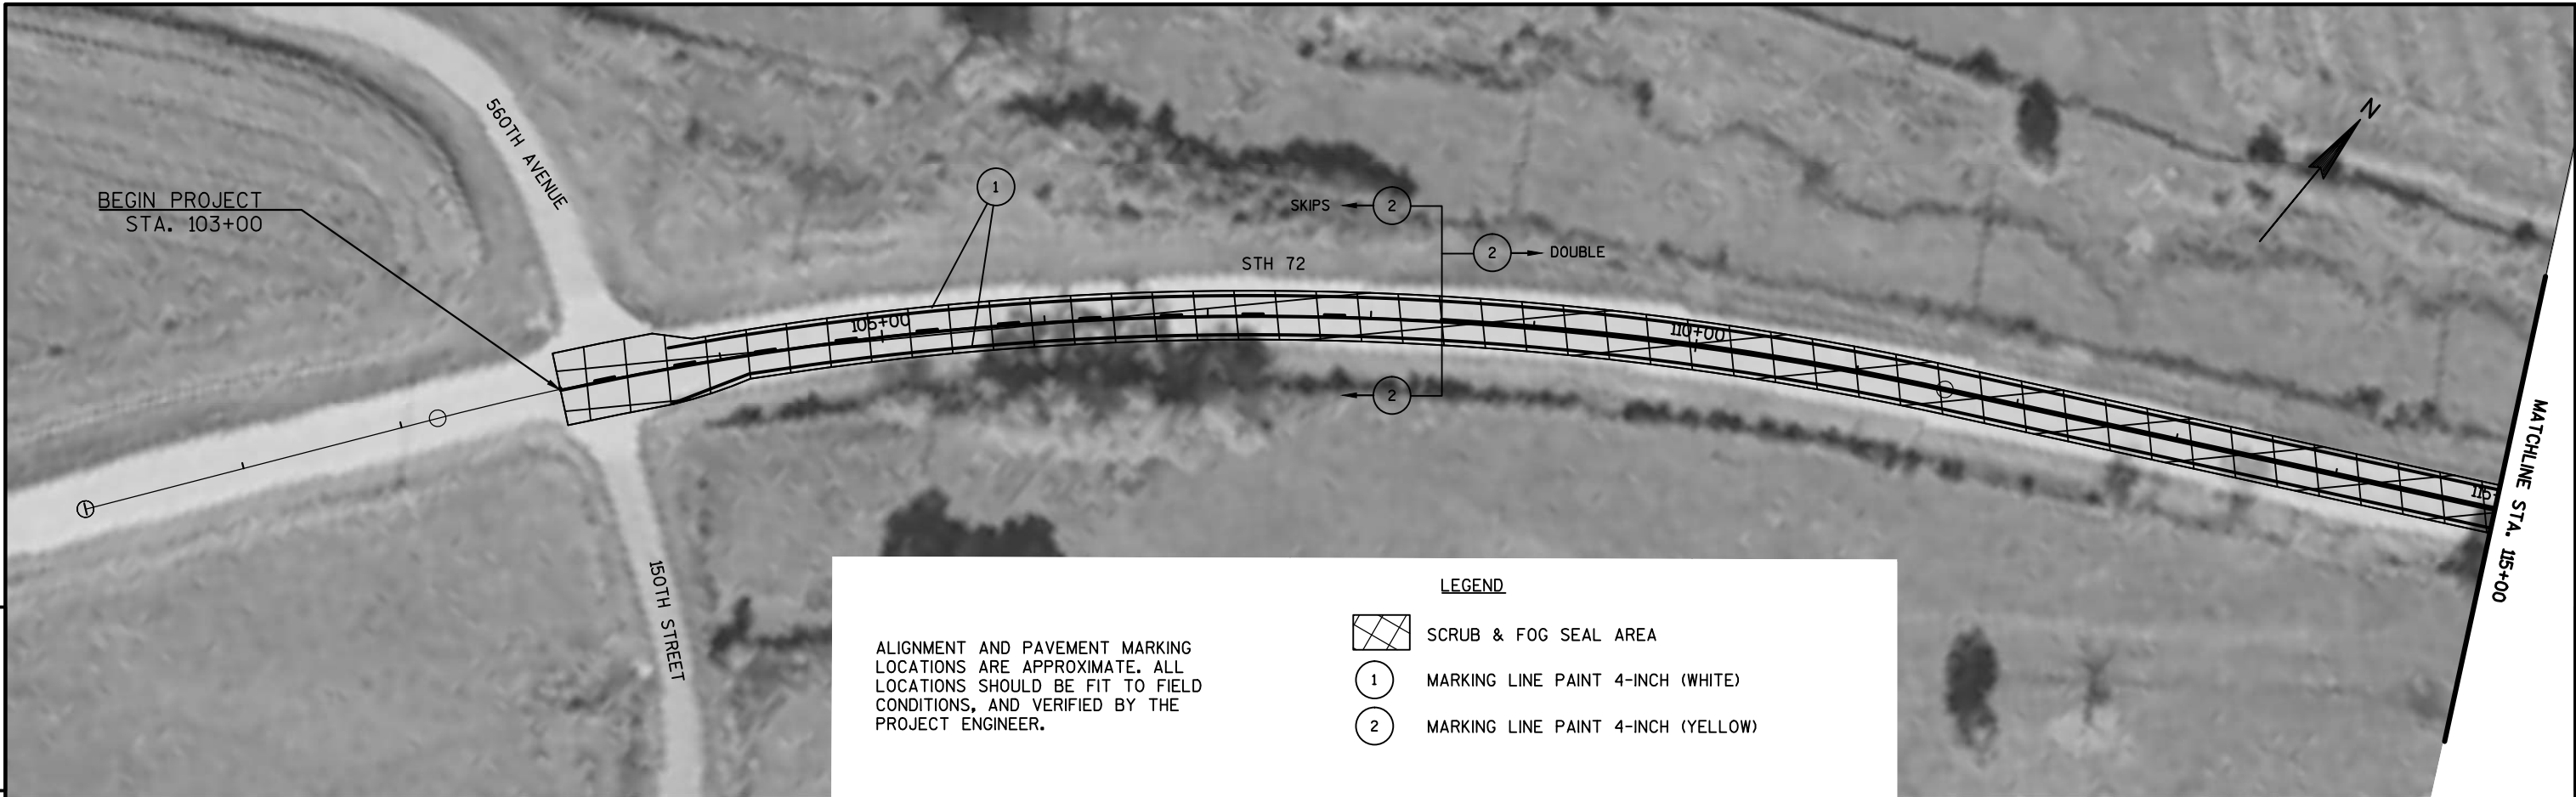 560TH AVENUE
BEGIN PROJECT
STA. 103+00
1
SKIPS
2
2
DOUBLE
STH 72
N
105+00
110+00
2
115+
MATCHLINE STA. 115+00
150TH STREET
ALIGNMENT AND PAVEMENT MARKING
LOCATIONS ARE APPROXIMATE. ALL
LOCATIONS SHOULD BE FIT TO FIELD
CONDITIONS, AND VERIFIED BY THE
PROJECT ENGINEER.
LEGEND
SCRUB & FOG SEAL AREA
1 MARKING LINE PAINT 4-INCH (WHITE)
2 MARKING LINE PAINT 4-INCH (YELLOW)